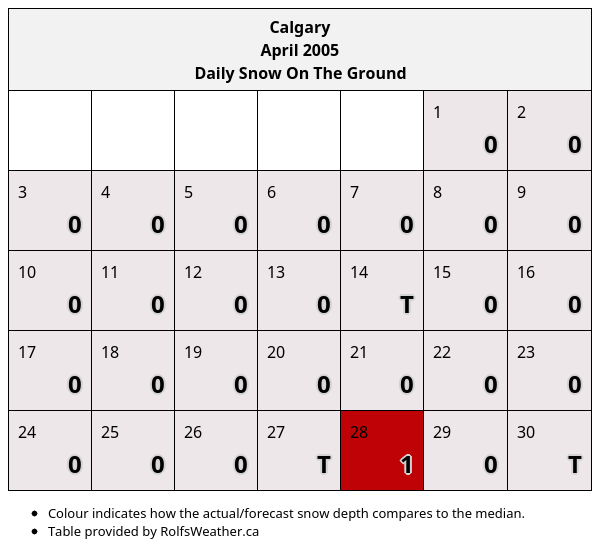 Calgary
April 2005
Daily Snow On The Ground
1 2
0 0
3 4 5 6 7 8 9
0 0 0 0 0 0 0
10 11 12 13 14 15 16
0 0 0 0 T 0 0
17 18 19 20 21 22 23
0 0 0 0 0 0 0
24 25 26 27 28 29 30
0 0 0 T 1 0 T
Colour indicates how the actual/forecast snow depth compares to the median.
Table provided by RolfsWeather.ca